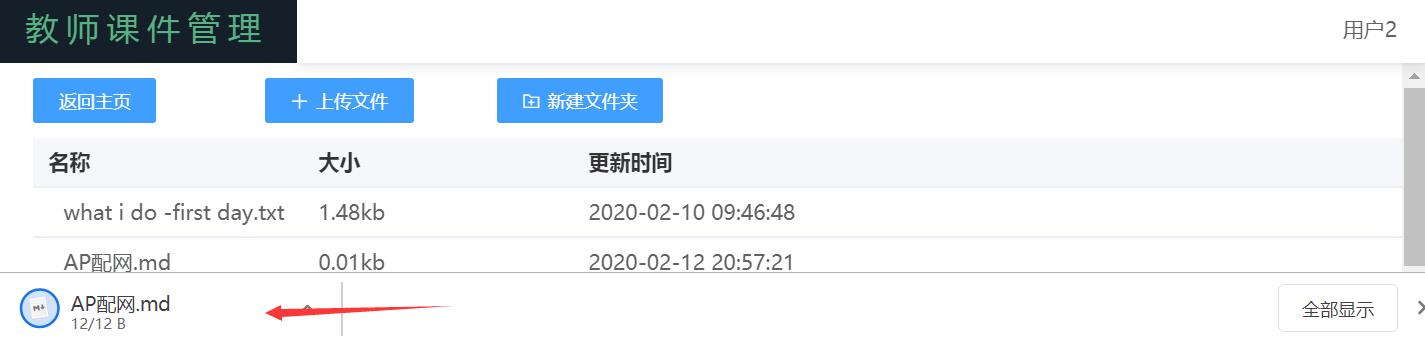 教师课件管理
用户2
返回主页
上传文件
新建文件夹
名称 大小 更新时间
what i do -first day.txt 1.48kb 2020-02-10 09:46:48
AP配网.md 0.01kb 2020-02-12 20:57:21
AP配网.md
12/12 B
全部显示